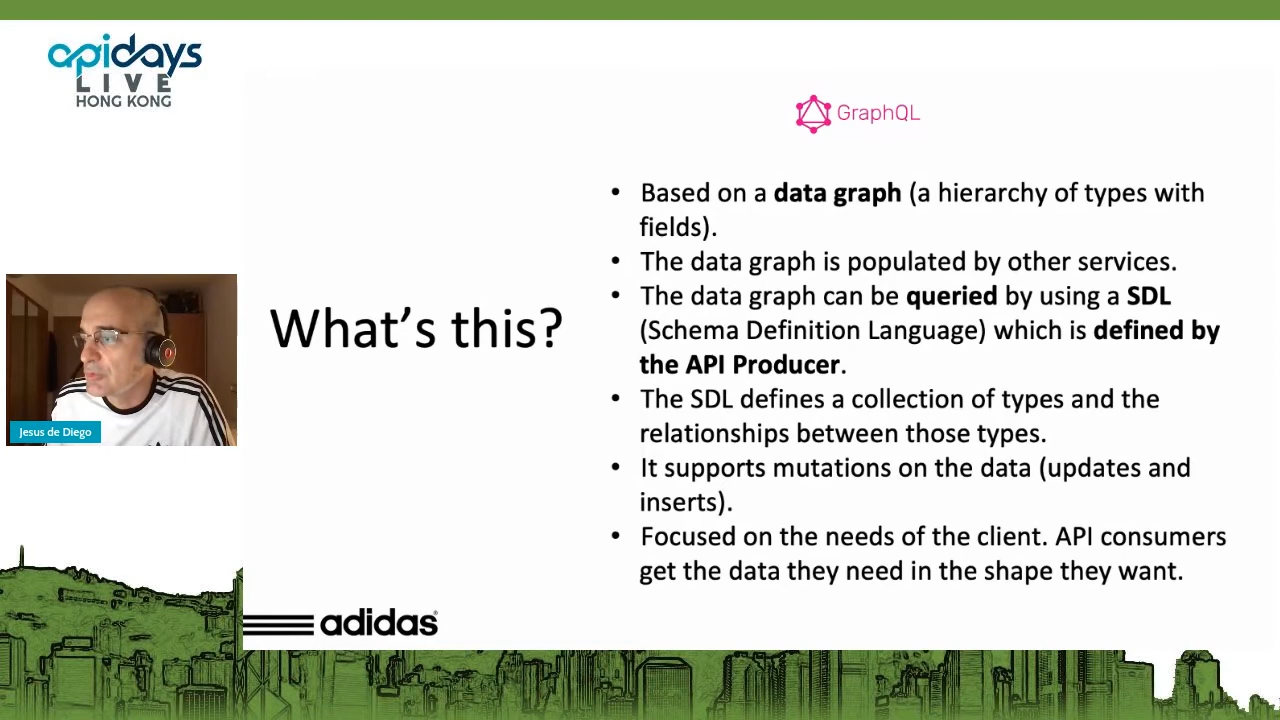 apidays
LIVE
HONG KONG
GraphQL
What's this?
• Based on a data graph (a hierarchy of types with
fields).
• The data graph is populated by other services.
• The data graph can be queried by using a SDL
(Schema Definition Language) which is defined by
the API Producer.
• The SDL defines a collection of types and the
relationships between those types.
• It supports mutations on the data (updates and
inserts).
• Focused on the needs of the client. API consumers
get the data they need in the shape they want.
Jesus de Diego
adidas®